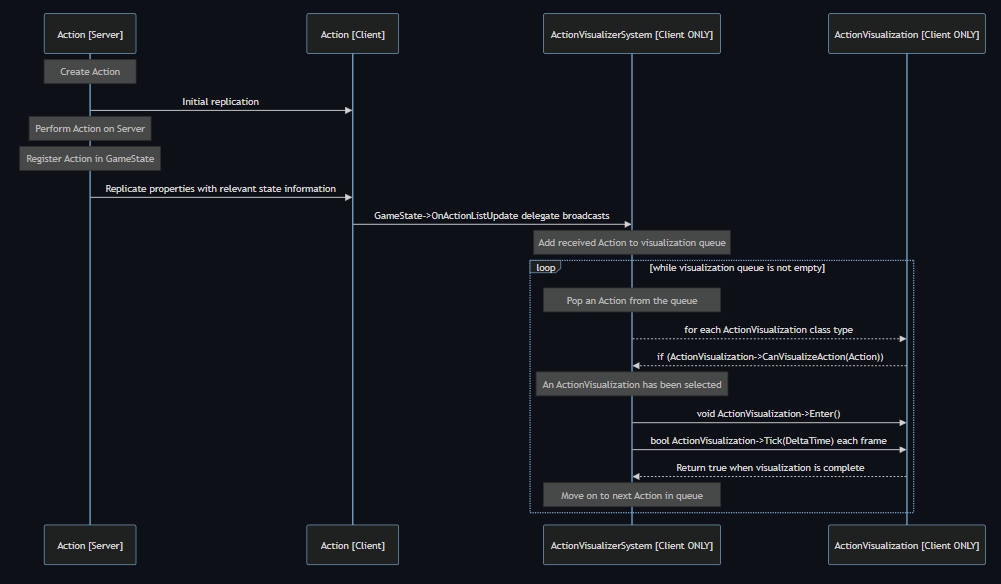 Action [Server]
Action [Client]
ActionVisualizerSystem [Client ONLY]
ActionVisualization [Client ONLY]
Create Action
Initial replication
Perform Action on Server
Register Action in GameState
Replicate properties with relevant state information
GameState->OnActionListUpdate delegate broadcasts
Add received Action to visualization queue
loop
[while visualization queue is not empty]
Pop an Action from the queue
for each ActionVisualization class type
if (ActionVisualization->CanVisualizeAction(Action))
An ActionVisualization has been selected
void ActionVisualization->Enter()
bool ActionVisualization->Tick(DeltaTime) each frame
Return true when visualization is complete
Move on to next Action in queue
Action [Server]
Action [Client]
ActionVisualizerSystem [Client ONLY]
ActionVisualization [Client ONLY]